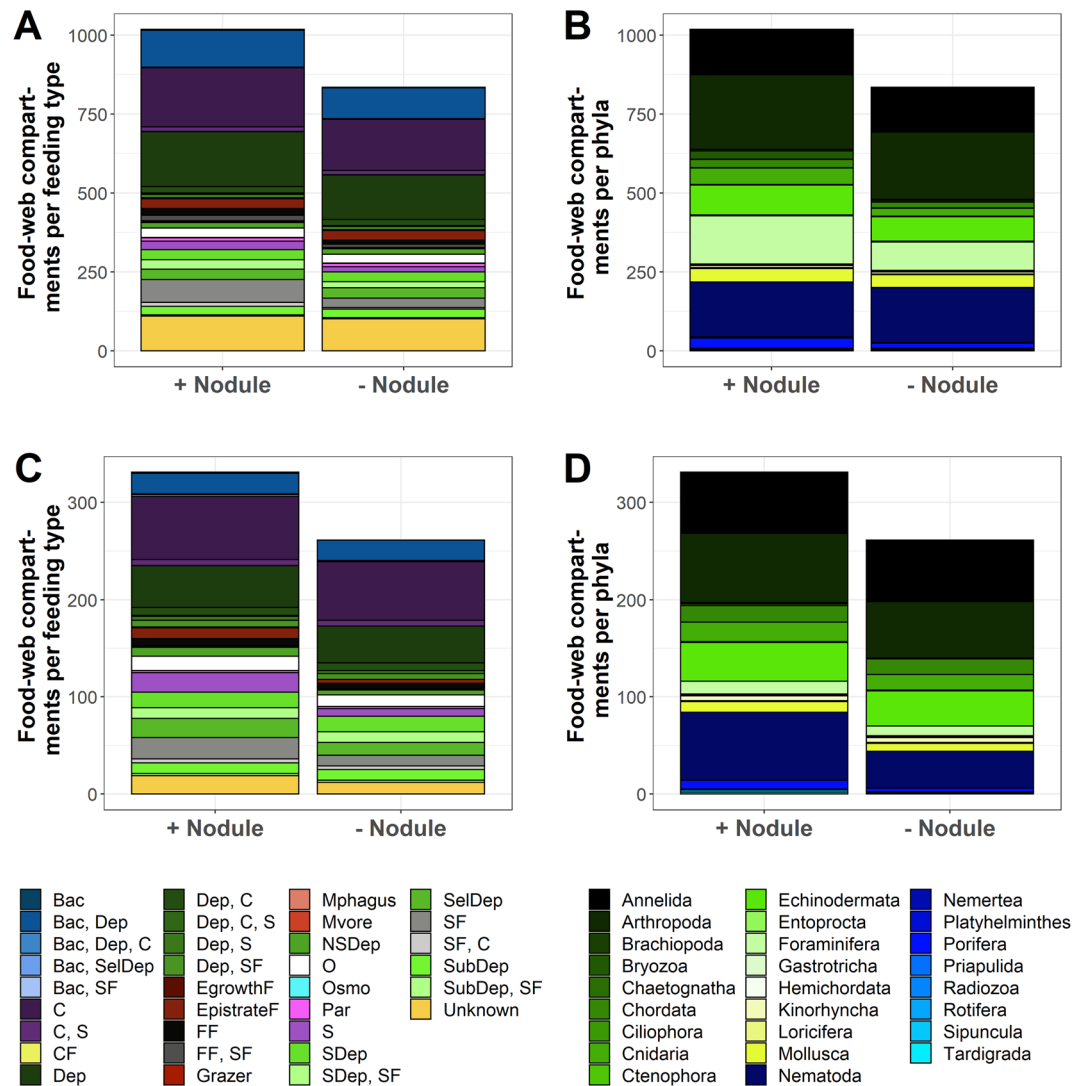 A
Food-web compart-
ments per feeding type
1000
750
500
250
0
+ Nodule
- Nodule
B
Food-web compart-
ments per phyla
1000
750
500
250
0
+ Nodule
- Nodule
C
Food-web compart-
ments per feeding type
300
200
100
0
+ Nodule
- Nodule
D
Food-web compart-
ments per phyla
300
200
100
0
+ Nodule
- Nodule
Bac
Bac, Dep
Bac, Dep, C
Bac, SelDep
Bac, SF
C
C, S
CF
Dep
Dep, C
Dep, C, S
Dep, S
Dep, SF
EgrowthF
EpistrateF
FF
FF, SF
Grazer
Mphagus
Mvore
NSDep
O
Osmo
Par
S
SDep
SDep, SF
SelDep
SF
SF, C
SubDep
SubDep, SF
Unknown
Annelida
Arthropoda
Brachiopoda
Bryozoa
Chaetognatha
Chordata
Ciliophora
Cnidaria
Ctenophora
Echinodermata
Entoprocta
Foraminifera
Gastrotricha
Hemichordata
Kinorhyncha
Loricifera
Mollusca
Nematoda
Nemertea
Platyhelminthes
Porifera
Priapulida
Radiozoa
Rotifera
Sipuncula
Tardigrada